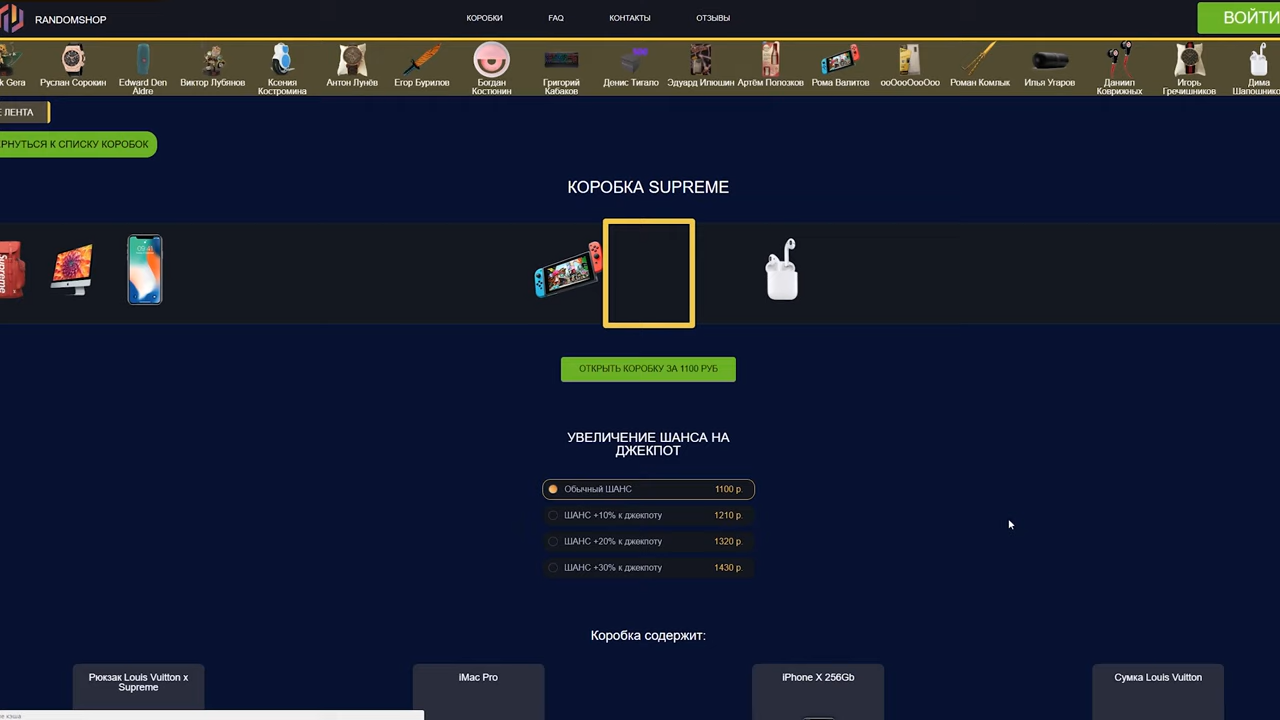 RANDOMSHOP
КОРОБКИ
FAQ
КОНТАКТЫ
ОТЗЫВЫ
ВОЙТИ
k Gera
Руслан Сорокин
Edward Den
Aldre
Виктор Лубянов
Ксения
Костромина
Антон Лунёв
Егор Бурилов
Богдан
Костюнин
Григорий
Кабаков
Денис Тигало
Эдуард Илюшин
Артём Попозков
Рома Валитов
ооОооОооОоо
Роман Комлык
Илья Угаров
Даниил
Коврижных
Игорь
Гречишников
Дима
Шапошник
Е ЛЕНТА
РНУТЬСЯ К СПИСКУ КОРОБОК
КОРОБКА SUPREME
ОТКРЫТЬ КОРОБКУ ЗА 1100 РУБ
УВЕЛИЧЕНИЕ ШАНСА НА
ДЖЕКПОТ
Обычный ШАНС 1100 р.
ШАНС +10% к джекпоту 1210 р.
ШАНС +20% к джекпоту 1320 р.
ШАНС +30% к джекпоту 1430 р.
Коробка содержит:
Рюкзак Louis Vuitton x
Supreme
iMac Pro
iPhone X 256Gb
Сумка Louis Vuitton